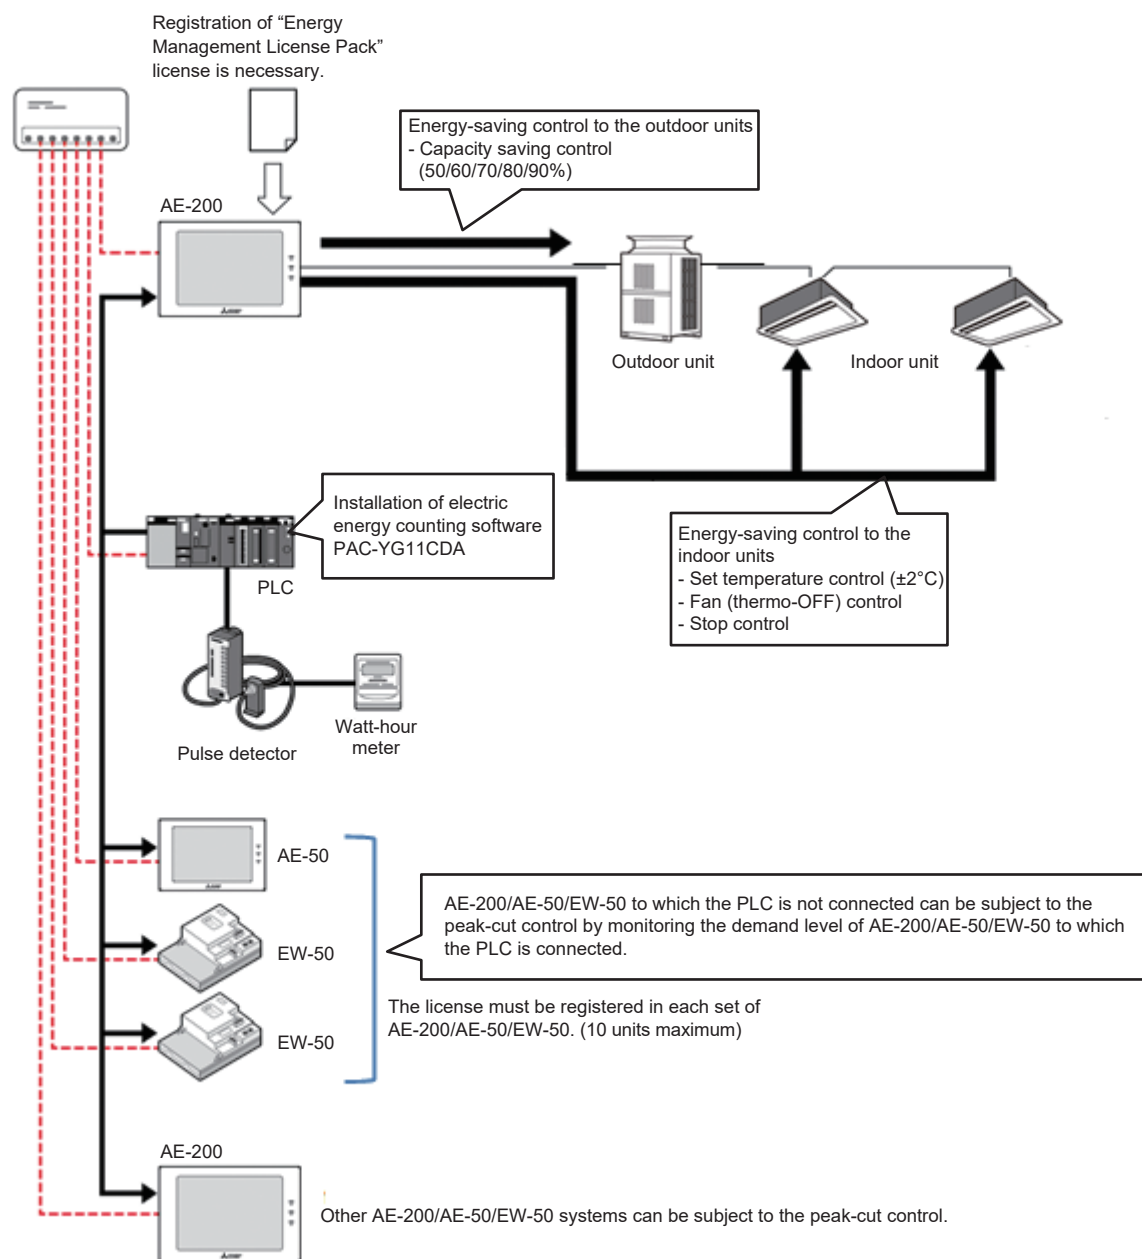 Registration of “Energy
Management License Pack”
license is necessary.
Energy-saving control to the outdoor units
- Capacity saving control
(50/60/70/80/90%)
AE-200
Outdoor unit
Indoor unit
Installation of electric
energy counting software
PAC-YG11CDA
PLC
Energy-saving control to the
indoor units
- Set temperature control (±2°C)
- Fan (thermo-OFF) control
- Stop control
Watt-hour
meter
Pulse detector
AE-50
AE-200/AE-50/EW-50 to which the PLC is not connected can be subject to the
peak-cut control by monitoring the demand level of AE-200/AE-50/EW-50 to which
the PLC is connected.
EW-50
The license must be registered in each set of
AE-200/AE-50/EW-50. (10 units maximum)
EW-50
AE-200
Other AE-200/AE-50/EW-50 systems can be subject to the peak-cut control.